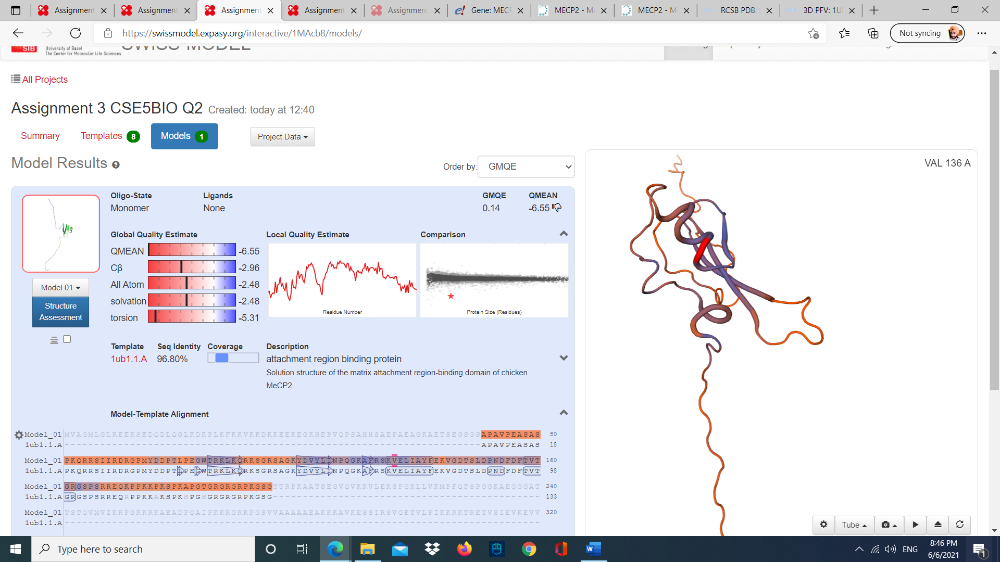 Assignment
Assignment
Assignment
Assignment
Assignment
Gene: MECP
MECP2 - Me
MECP2 - M
RCSB PDB:
3D PFV: 1U
https://swissmodel.expasy.org/interactive/1MAcb8/models/
Not syncing
SIB
University of Basel
The Center for Molecular Life Sciences
SWISS-MODEL
All Projects
Assignment 3 CSE5BIO Q2 Created: today at 12:40
Summary
Templates 8
Models 1
Project Data
Model Results
Order by: GMQE
VAL 136 A
Oligo-State
Monomer
Ligands
None
GMQE
0.14
QMEAN
-6.55
Global Quality Estimate
QMEAN -6.55
Cβ -2.96
All Atom -2.48
solvation -2.48
torsion -5.31
Local Quality Estimate
Residue Number
Comparison
Protein Size (Residues)
Model 01
Structure
Assessment
Template
1ub1.1.A
Seq Identity
96.80%
Coverage
Description
attachment region binding protein
Solution structure of the matrix attachment region-binding domain of chicken
MeCP2
Model-Template Alignment
Model_01 MVAGMLGLREEKSEDQDLQGLKDKPLKFKKVKKDKKEEKEGKHEPVQPSAHHSAEPAEAGKAETSEGSGSAPAVPEASAS 80
1ub1.1.A ----------------------------------------------------------------------APAVPEASAS 18
Model_01 PKQRRSIIRDRGPMYDDPTLPEGWTRKLKQRKSGRSAGKYDVYLINPQGKAFRSKVELIAYFEKVGDTSLDPNDFDFTVT 160
1ub1.1.A PKQRRSIIRDRGPMYDDPTLPEGWTRKLKQRKSGRSAGKYDVYLINPQGKAFRSKVELIAYFEKVGDTSLDPNDFDFTVT 98
Model_01 GRGSPSRREQKPPKKPKSPKAPGTGRGRGRPKGSGTTRPKAATSEGVQVKRVLEKSPGKLLVKMPFQTSPGGKAEGGGAT 240
1ub1.1.A GRGSPSRREQRPPKKAKSPKSPGSGRGRGRPKGSG--------------------------------------------- 133
Model_01 TSTQVMVIKRPGRKRKAEADPQAIPKKRGRKPGSVVAAAAAEAKKKAVKESSIRSVQETVLPIKKRKTRETVSIEVKEVV 320
1ub1.1.A --------------------------------------------------------------------------------
Tube
Type here to search
ENG
8:46 PM
6/6/2021
1